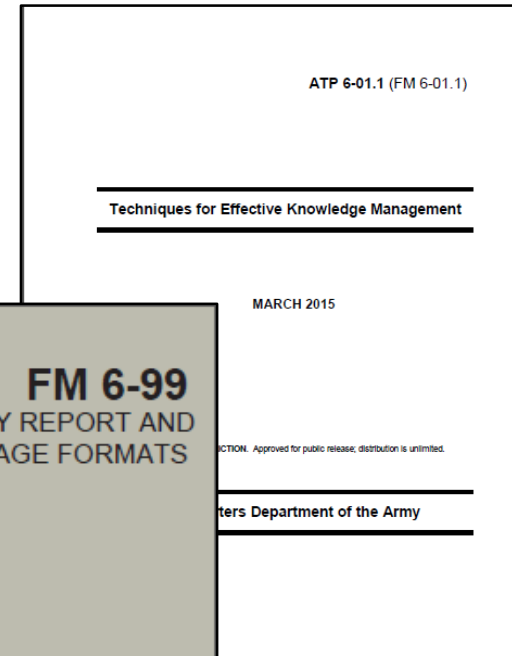 ATP 6-01.1 (FM 6-01.1)
Techniques for Effective Knowledge Management
MARCH 2015
FM 6-99
Y REPORT AND
AGE FORMATS
ICTION. Approved for public release; distribution is unlimited.
ters Department of the Army